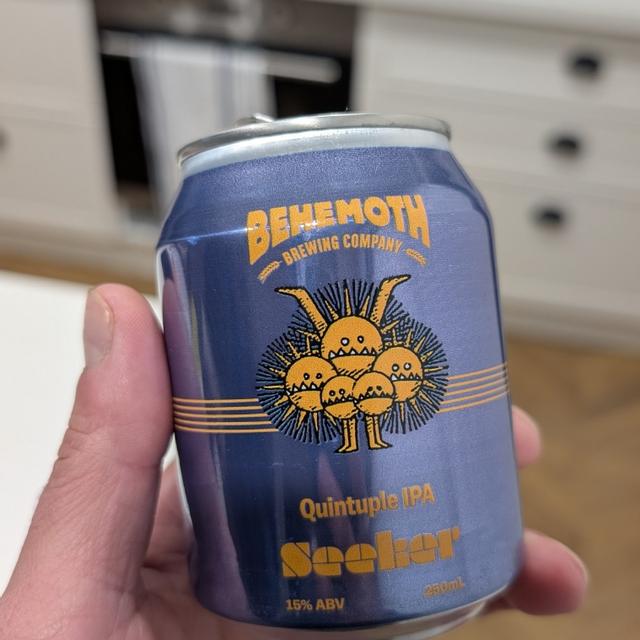 BEHEMOTH
BREWING COMPANY
Quintuple IPA
Seeker
15% ABV
250mL